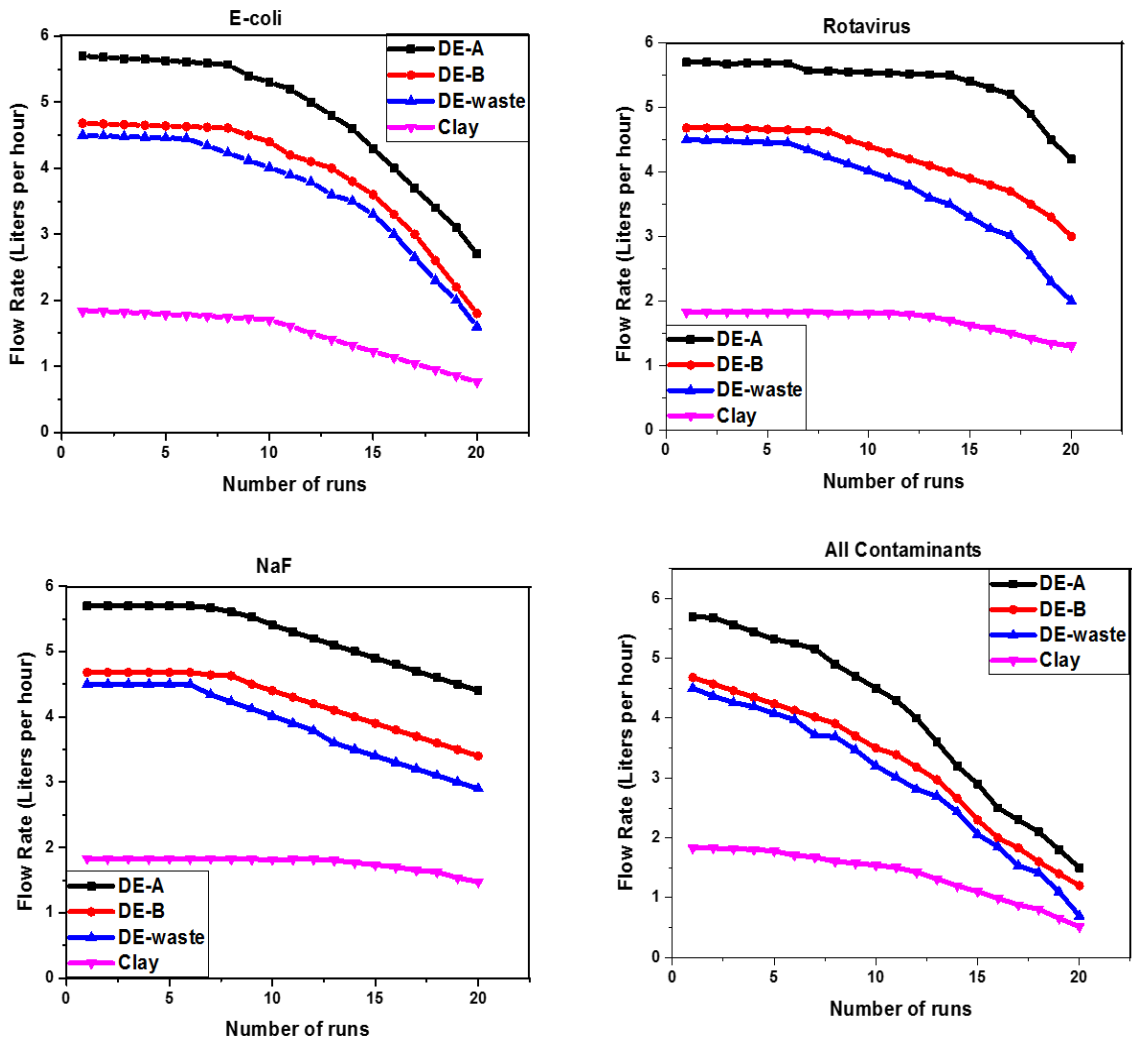 E-coli
Flow Rate (Liters per hour)
6
5
4
3
2
1
0
0 5 10 15 20
Number of runs
DE-A
DE-B
DE-waste
Clay
Rotavirus
Flow Rate (Liters per hour)
6
5
4
3
2
1
0
0 5 10 15 20
Number of runs
DE-A
DE-B
DE-waste
Clay
NaF
Flow Rate (Liters per hour)
6
5
4
3
2
1
0
0 5 10 15 20
Number of runs
DE-A
DE-B
DE-waste
Clay
All Contaminants
Flow Rate (Liters per hour)
6
5
4
3
2
1
0
0 5 10 15 20
Number of runs
DE-A
DE-B
DE-waste
Clay